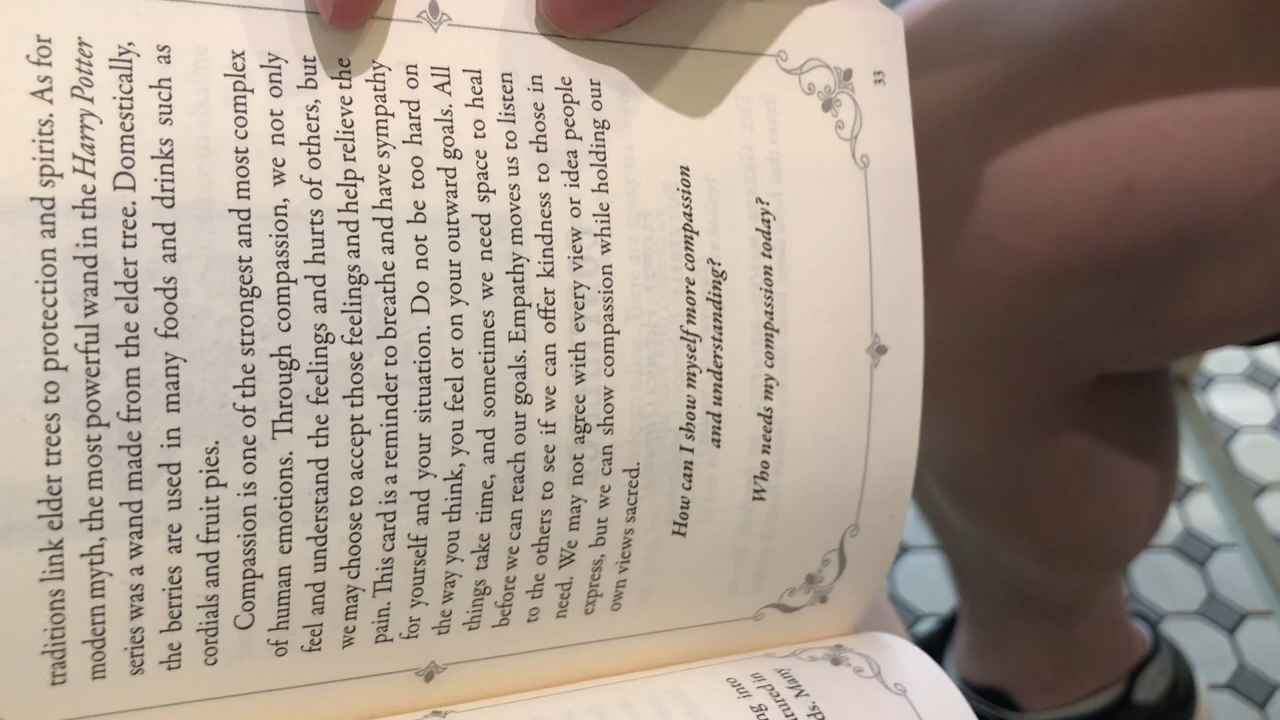 traditions link elder trees to protection and spirits. As for
modern myth, the most powerful wand in the Harry Potter
series was a wand made from the elder tree. Domestically,
the berries are used in many foods and drinks such as
cordials and fruit pies.
Compassion is one of the strongest and most complex
of human emotions. Through compassion, we not only
feel and understand the feelings and hurts of others, but
we may choose to accept those feelings and help relieve the
pain. This card is a reminder to breathe and have sympathy
for yourself and your situation. Do not be too hard on
the way you think, you feel or on your outward goals. All
things take time, and sometimes we need space to heal
before we can reach our goals. Empathy moves us to listen
to the others to see if we can offer kindness to those in
need. We may not agree with every view or idea people
express, but we can show compassion while holding our
own views sacred.
How can I show myself more compassion
and understanding?
Who needs my compassion today?
33
into
in
Many